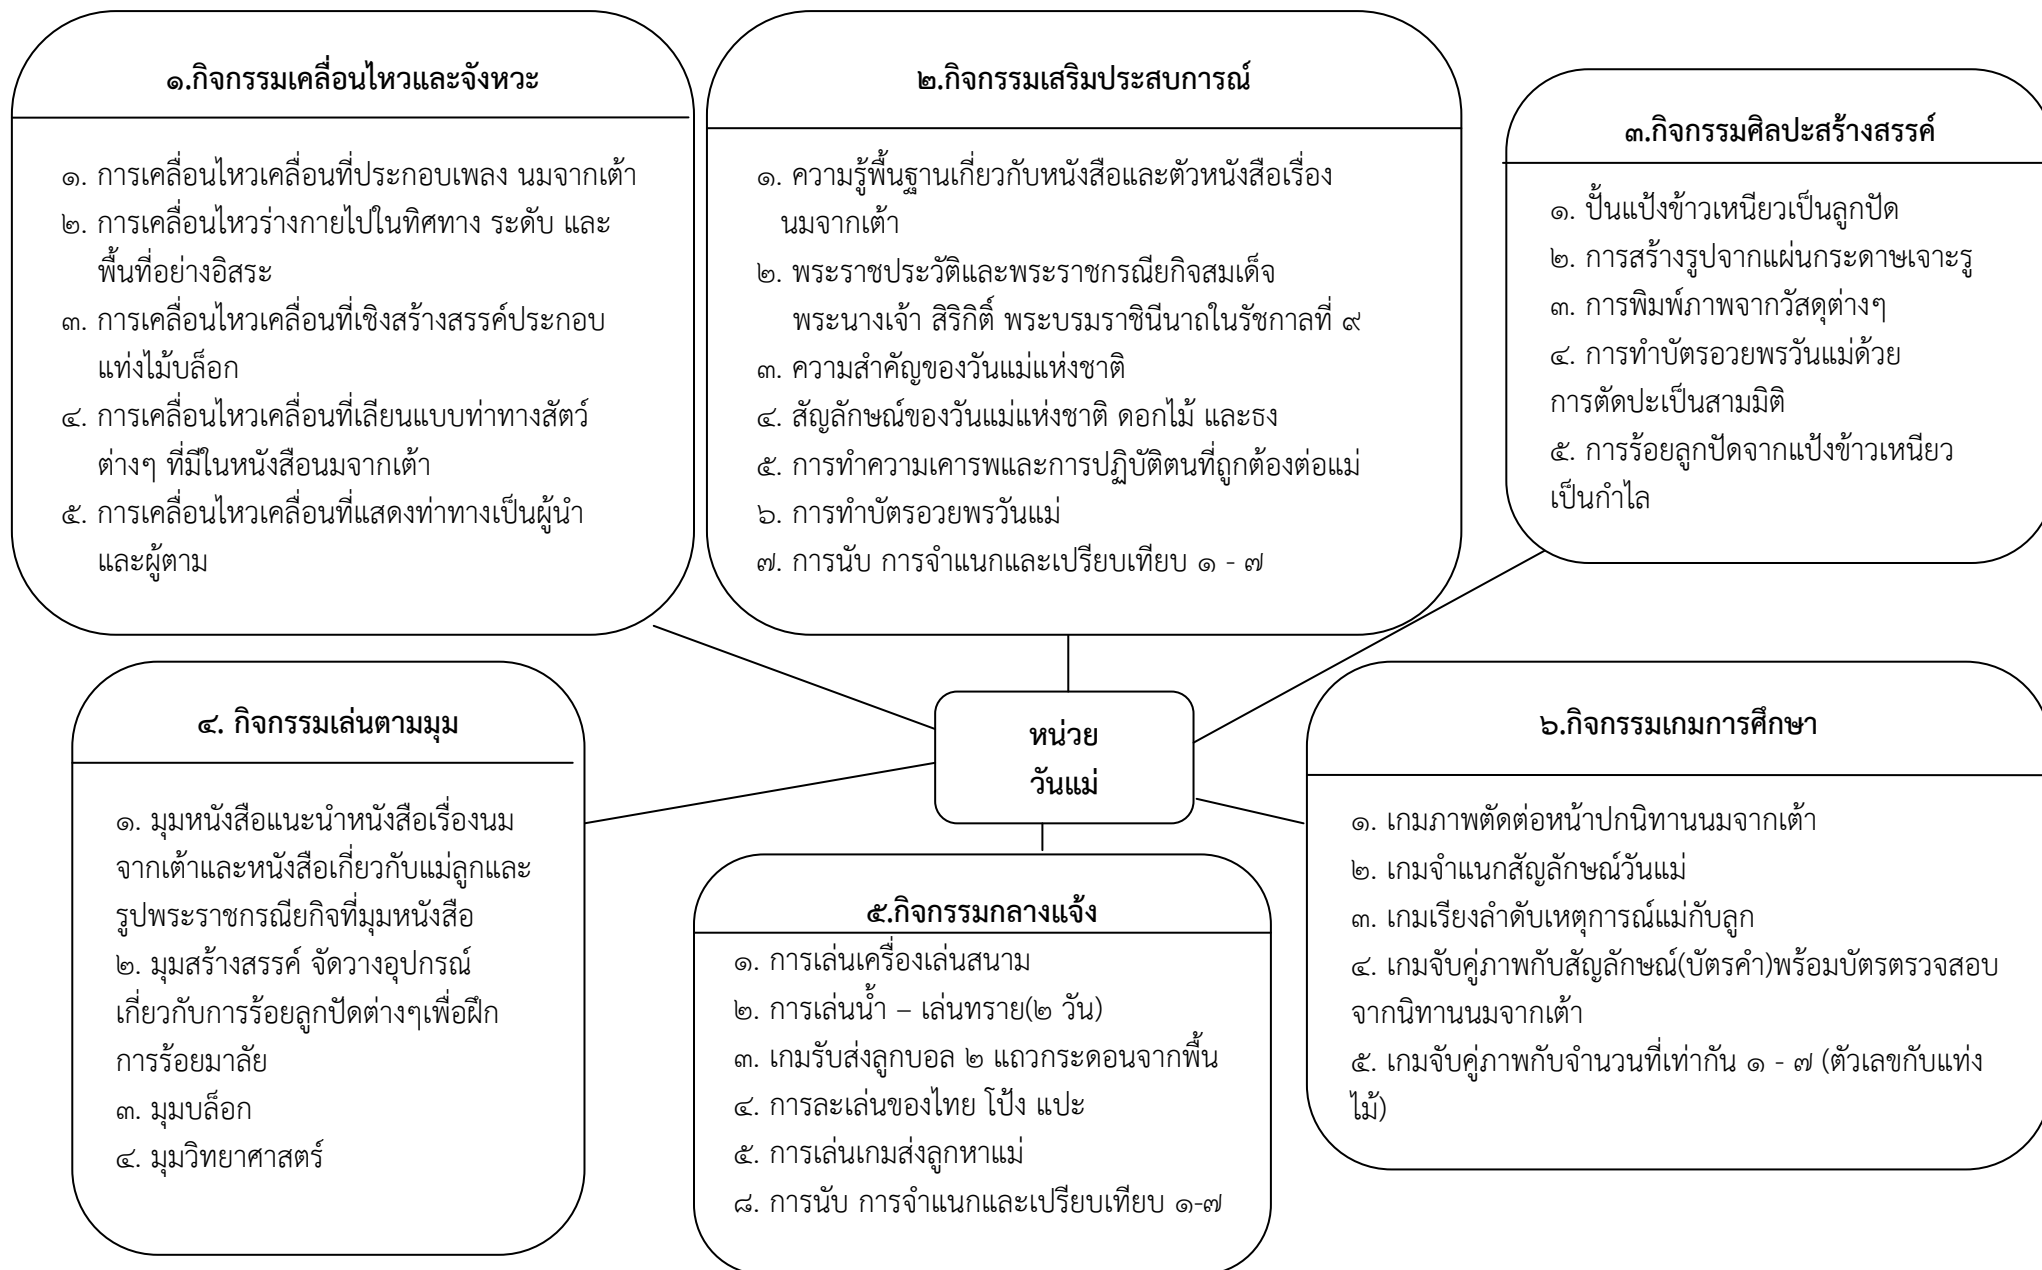 ๑.กิจกรรมเคลื่อนไหวและจังหวะ
๑. การเคลื่อนไหวเคลื่อนที่ประกอบเพลง นมจากเต้า
๒. การเคลื่อนไหวร่างกายไปในทิศทาง ระดับ และ
พื้นที่อย่างอิสระ
๓. การเคลื่อนไหวเคลื่อนที่เชิงสร้างสรรค์ประกอบ
แท่งไม้บล็อก
๔. การเคลื่อนไหวเคลื่อนที่เลียนแบบท่าทางสัตว์
ต่างๆ ที่มีในหนังสือนมจากเต้า
๕. การเคลื่อนไหวเคลื่อนที่แสดงท่าทางเป็นผู้นำ
และผู้ตาม
๒.กิจกรรมเสริมประสบการณ์
๑. ความรู้พื้นฐานเกี่ยวกับหนังสือและตัวหนังสือเรื่อง
นมจากเต้า
๒. พระราชประวัติและพระราชกรณียกิจสมเด็จ
พระนางเจ้า สิริกิติ์ พระบรมราชินีนาถในรัชกาลที่ ๙
๓. ความสำคัญของวันแม่แห่งชาติ
๔. สัญลักษณ์ของวันแม่แห่งชาติ ดอกไม้ และธง
๕. การทำความเคารพและการปฏิบัติตนที่ถูกต้องต่อแม่
๖. การทำบัตรอวยพรวันแม่
๗. การนับ การจำแนกและเปรียบเทียบ ๑ - ๗
๓.กิจกรรมศิลปะสร้างสรรค์
๑. ปั้นแป้งข้าวเหนียวเป็นลูกปัด
๒. การสร้างรูปจากแผ่นกระดาษเจาะรู
๓. การพิมพ์ภาพจากวัสดุต่างๆ
๔. การทำบัตรอวยพรวันแม่ด้วย
การตัดปะเป็นสามมิติ
๕. การร้อยลูกปัดจากแป้งข้าวเหนียว
เป็นกำไล
หน่วย
วันแม่
๔. กิจกรรมเล่นตามมุม
๑. มุมหนังสือแนะนำหนังสือเรื่องนม
จากเต้าและหนังสือเกี่ยวกับแม่ลูกและ
รูปพระราชกรณียกิจที่มุมหนังสือ
๒. มุมสร้างสรรค์ จัดวางอุปกรณ์
เกี่ยวกับการร้อยลูกปัดต่างๆเพื่อฝึก
การร้อยมาลัย
๓. มุมบล็อก
๔. มุมวิทยาศาสตร์
๕.กิจกรรมกลางแจ้ง
๑. การเล่นเครื่องเล่นสนาม
๒. การเล่นน้ำ – เล่นทราย(๒ วัน)
๓. เกมรับส่งลูกบอล ๒ แถวกระดอนจากพื้น
๔. การละเล่นของไทย โป้ง แปะ
๕. การเล่นเกมส่งลูกหาแม่
๘. การนับ การจำแนกและเปรียบเทียบ ๑-๗
๖.กิจกรรมเกมการศึกษา
๑. เกมภาพตัดต่อหน้าปกนิทานนมจากเต้า
๒. เกมจำแนกสัญลักษณ์วันแม่
๓. เกมเรียงลำดับเหตุการณ์แม่กับลูก
๔. เกมจับคู่ภาพกับสัญลักษณ์(บัตรคำ)พร้อมบัตรตรวจสอบ
จากนิทานนมจากเต้า
๕. เกมจับคู่ภาพกับจำนวนที่เท่ากัน ๑ - ๗ (ตัวเลขกับแท่ง
ไม้)